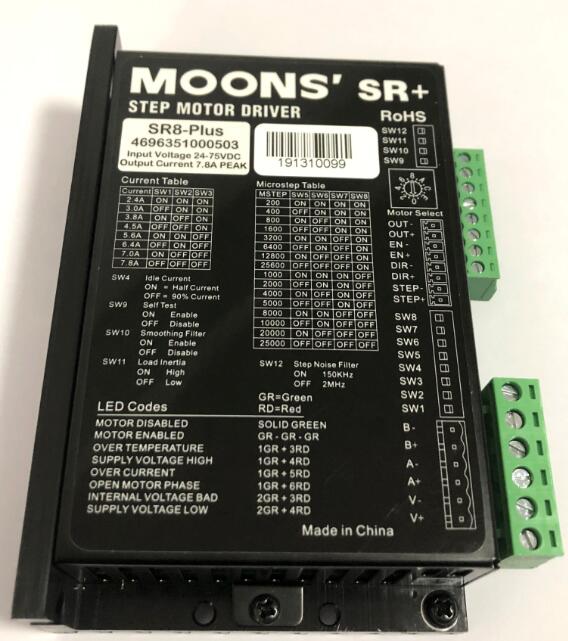 MOONS' SR+
STEP MOTOR DRIVER
RoHS
SR8-Plus
4696351000503
Input Voltage 24-75VDC
Output Current 7.8A PEAK
191310099
SW12
SW11
SW10
SW9
Motor Select
OUT-
OUT+
EN-
EN+
DIR-
DIR+
STEP-
STEP+
SW8
SW7
SW6
SW5
SW4
SW3
SW2
SW1
B-
B+
A-
A+
V-
V+
Current Table
Current SW1 SW2 SW3
2.4A ON ON ON
3.0A OFF ON ON
3.8A ON OFF ON
4.5A OFF OFF ON
5.6A ON ON OFF
6.4A OFF ON OFF
7.0A ON OFF OFF
7.8A OFF OFF OFF
Microstep Table
MSTEP SW5 SW6 SW7 SW8
200 ON ON ON ON
400 OFF ON ON ON
800 ON OFF ON ON
1600 OFF OFF ON ON
3200 ON ON OFF ON
6400 OFF ON OFF ON
12800 ON OFF OFF ON
25600 OFF OFF OFF ON
1000 ON ON ON OFF
2000 OFF ON ON OFF
4000 ON OFF ON OFF
5000 OFF OFF ON OFF
8000 ON ON OFF OFF
10000 OFF ON OFF OFF
20000 ON OFF OFF OFF
25000 OFF OFF OFF OFF
SW4 Idle Current
ON = Half Current
OFF = 90% Current
SW9 Self Test
ON Enable
OFF Disable
SW10 Smoothing Filter
ON Enable
OFF Disable
SW11 Load Inertia
ON High
OFF Low
SW12 Step Noise Filter
ON 150KHz
OFF 2MHz
GR=Green
RD=Red
LED Codes
MOTOR DISABLED SOLID GREEN
MOTOR ENABLED GR - GR - GR
OVER TEMPERATURE 1GR + 3RD
SUPPLY VOLTAGE HIGH 1GR + 4RD
OVER CURRENT 1GR + 5RD
OPEN MOTOR PHASE 1GR + 6RD
INTERNAL VOLTAGE BAD 2GR + 3RD
SUPPLY VOLTAGE LOW 2GR + 4RD
Made in China